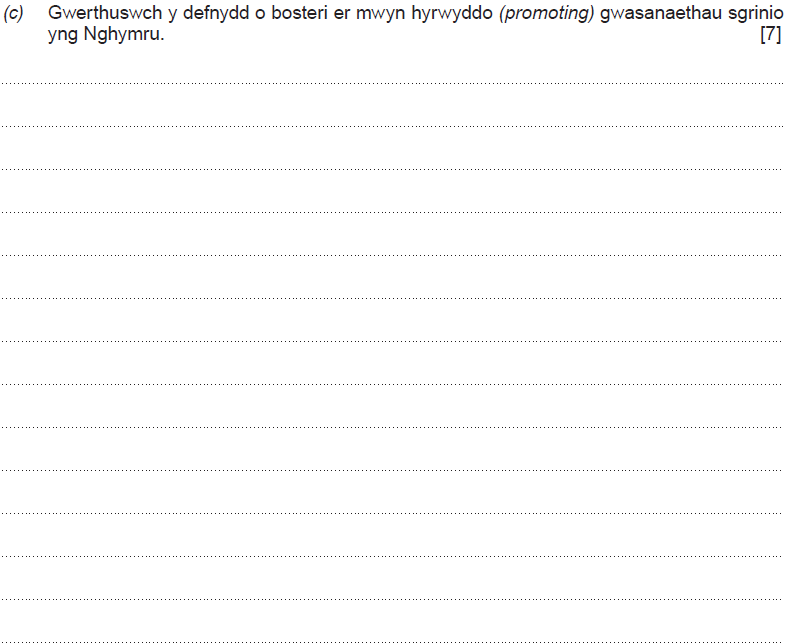 (c) Gwerthuswch y defnydd o bosteri er mwyn hyrwyddo (promoting) gwasanaethau sgrinio
yng Nghymru. [7]